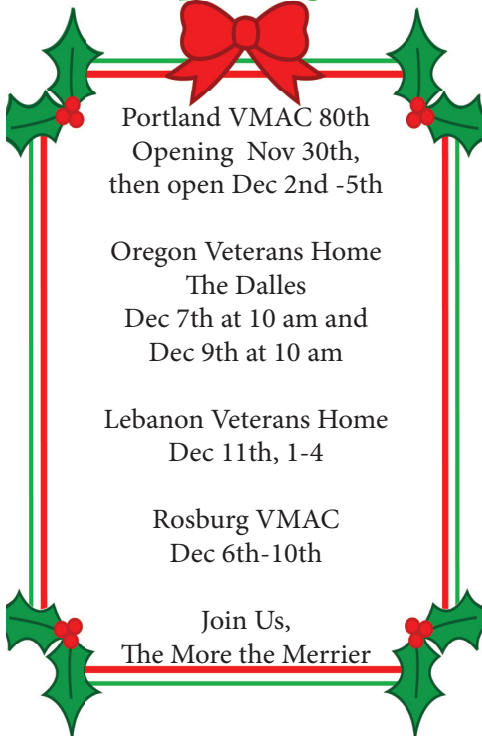 Portland VMAC 80th
Opening Nov 30th,
then open Dec 2nd -5th
Oregon Veterans Home
The Dalles
Dec 7th at 10 am and
Dec 9th at 10 am
Lebanon Veterans Home
Dec 11th, 1-4
Rosburg VMAC
Dec 6th-10th
Join Us,
The More the Merrier